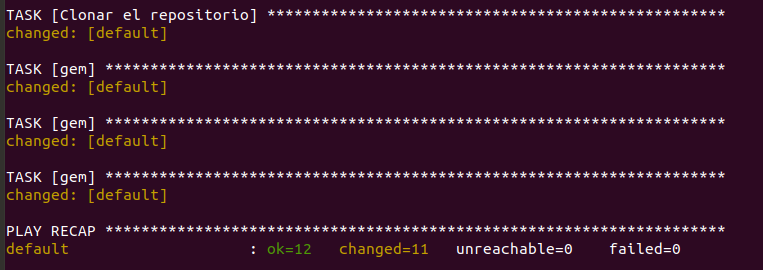 TASK [Clonar el repositorio] ***************************************************
changed: [default]
TASK [gem] *********************************************************************
changed: [default]
TASK [gem] *********************************************************************
changed: [default]
TASK [gem] *********************************************************************
changed: [default]
PLAY RECAP *********************************************************************
default                    : ok=12   changed=11   unreachable=0    failed=0